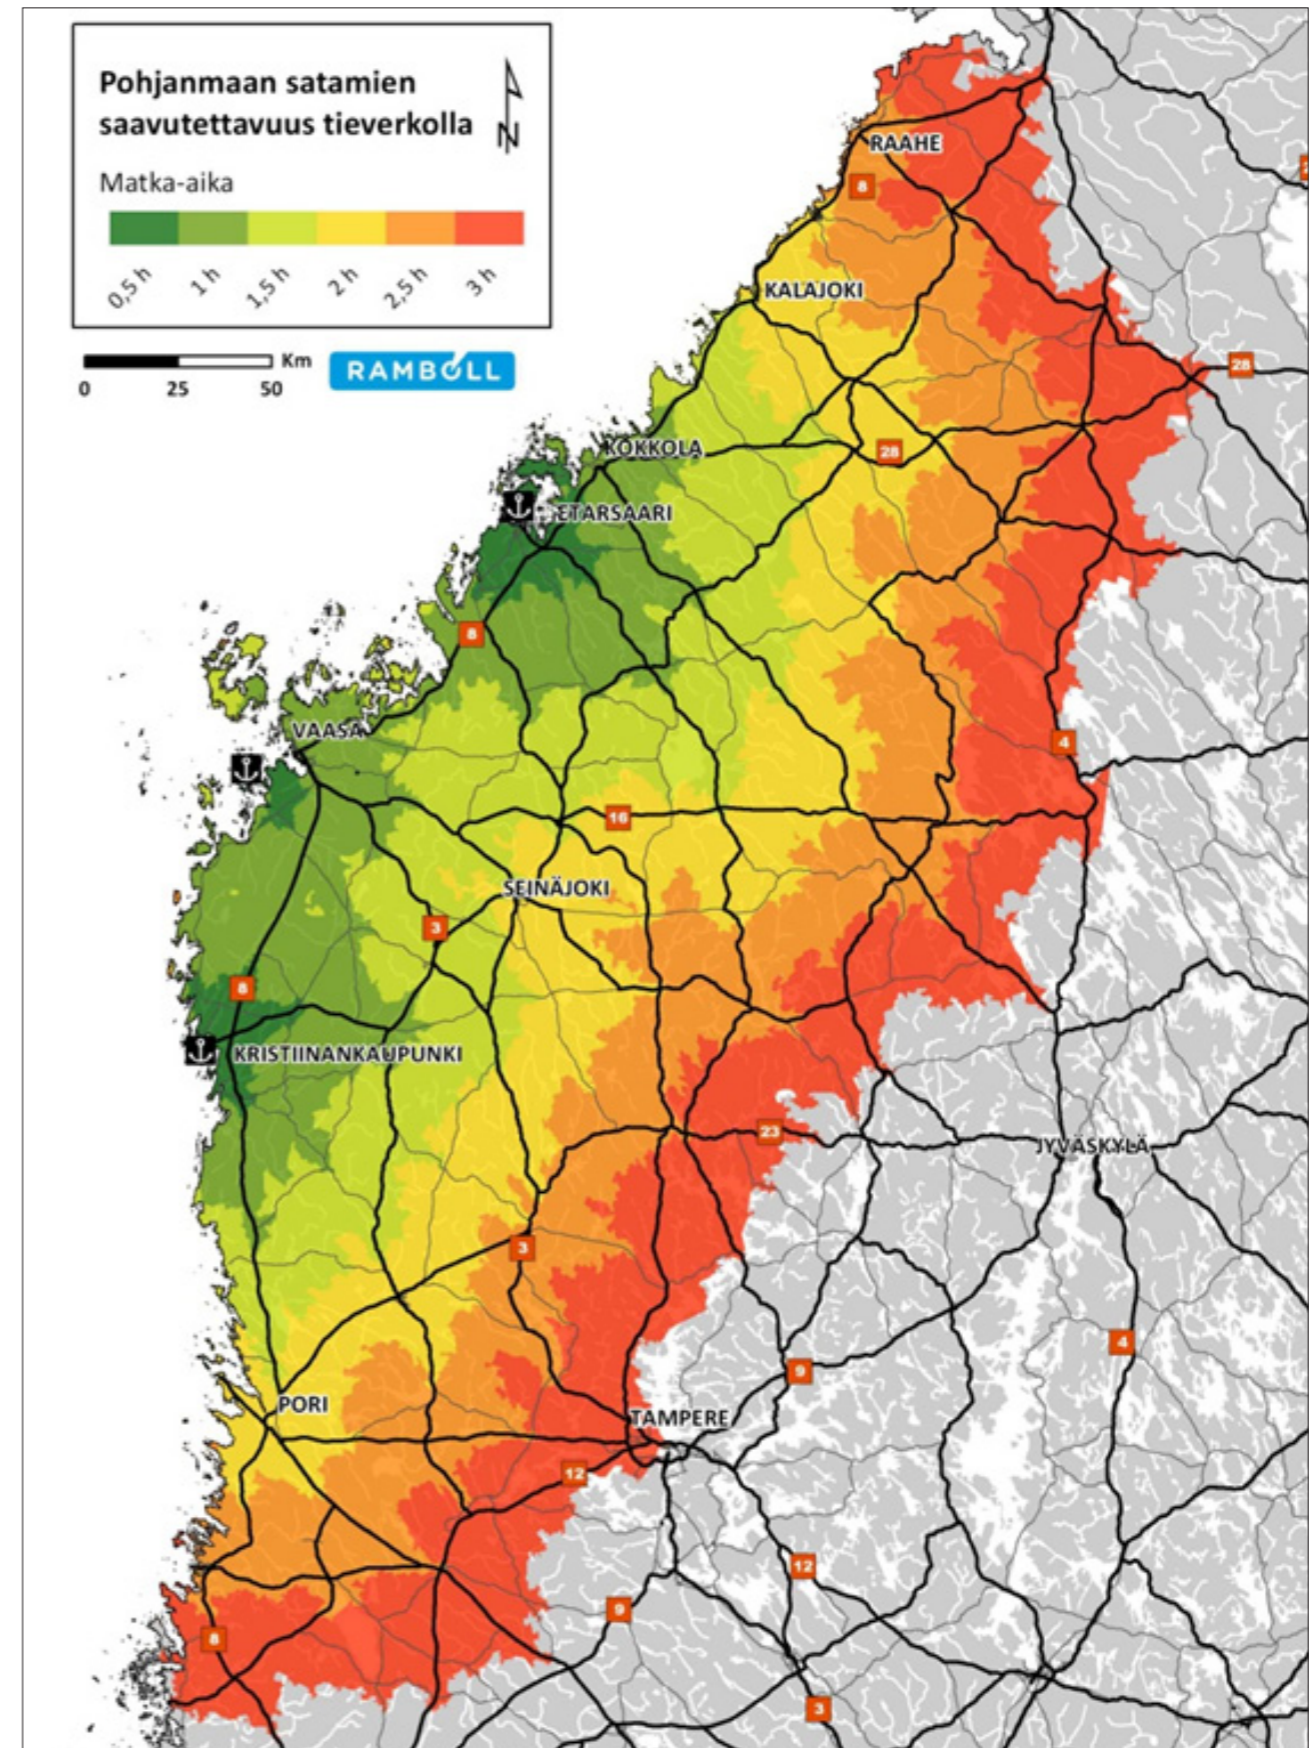 Pohjanmaan satamien
saavutettavuus tieverkolla
N
Matka-aika
0,5 h
1 h
1,5 h
2 h
2,5 h
3 h
Km
0 25 50
RAMBOLL
RAAHE
8
KALAJOKI
28
KOKKOLA
28
ETARSAARI
8
VAASA
4
16
SEINÄJOKI
3
8
KRISTIINANKAUPUNKI
23
JYVÄSKYLÄ
3
4
9
PORI
TAMPERE
12
12
9
8
3